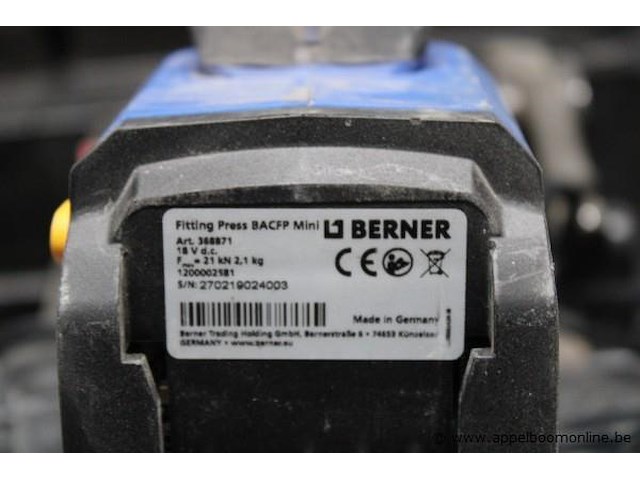 Fitting Press BACFP Mini BERNER
Art. 368871
18 V d.c.
Fmax = 21 kN 2,1 kg
1200002581
S/N: 270219024003
CE
Made in Germany
Berner Trading Holding GmbH, Bernerstraße 6 • 74653 Künzelsau
GERMANY • www.berner.eu
© www.appelboomonline.be